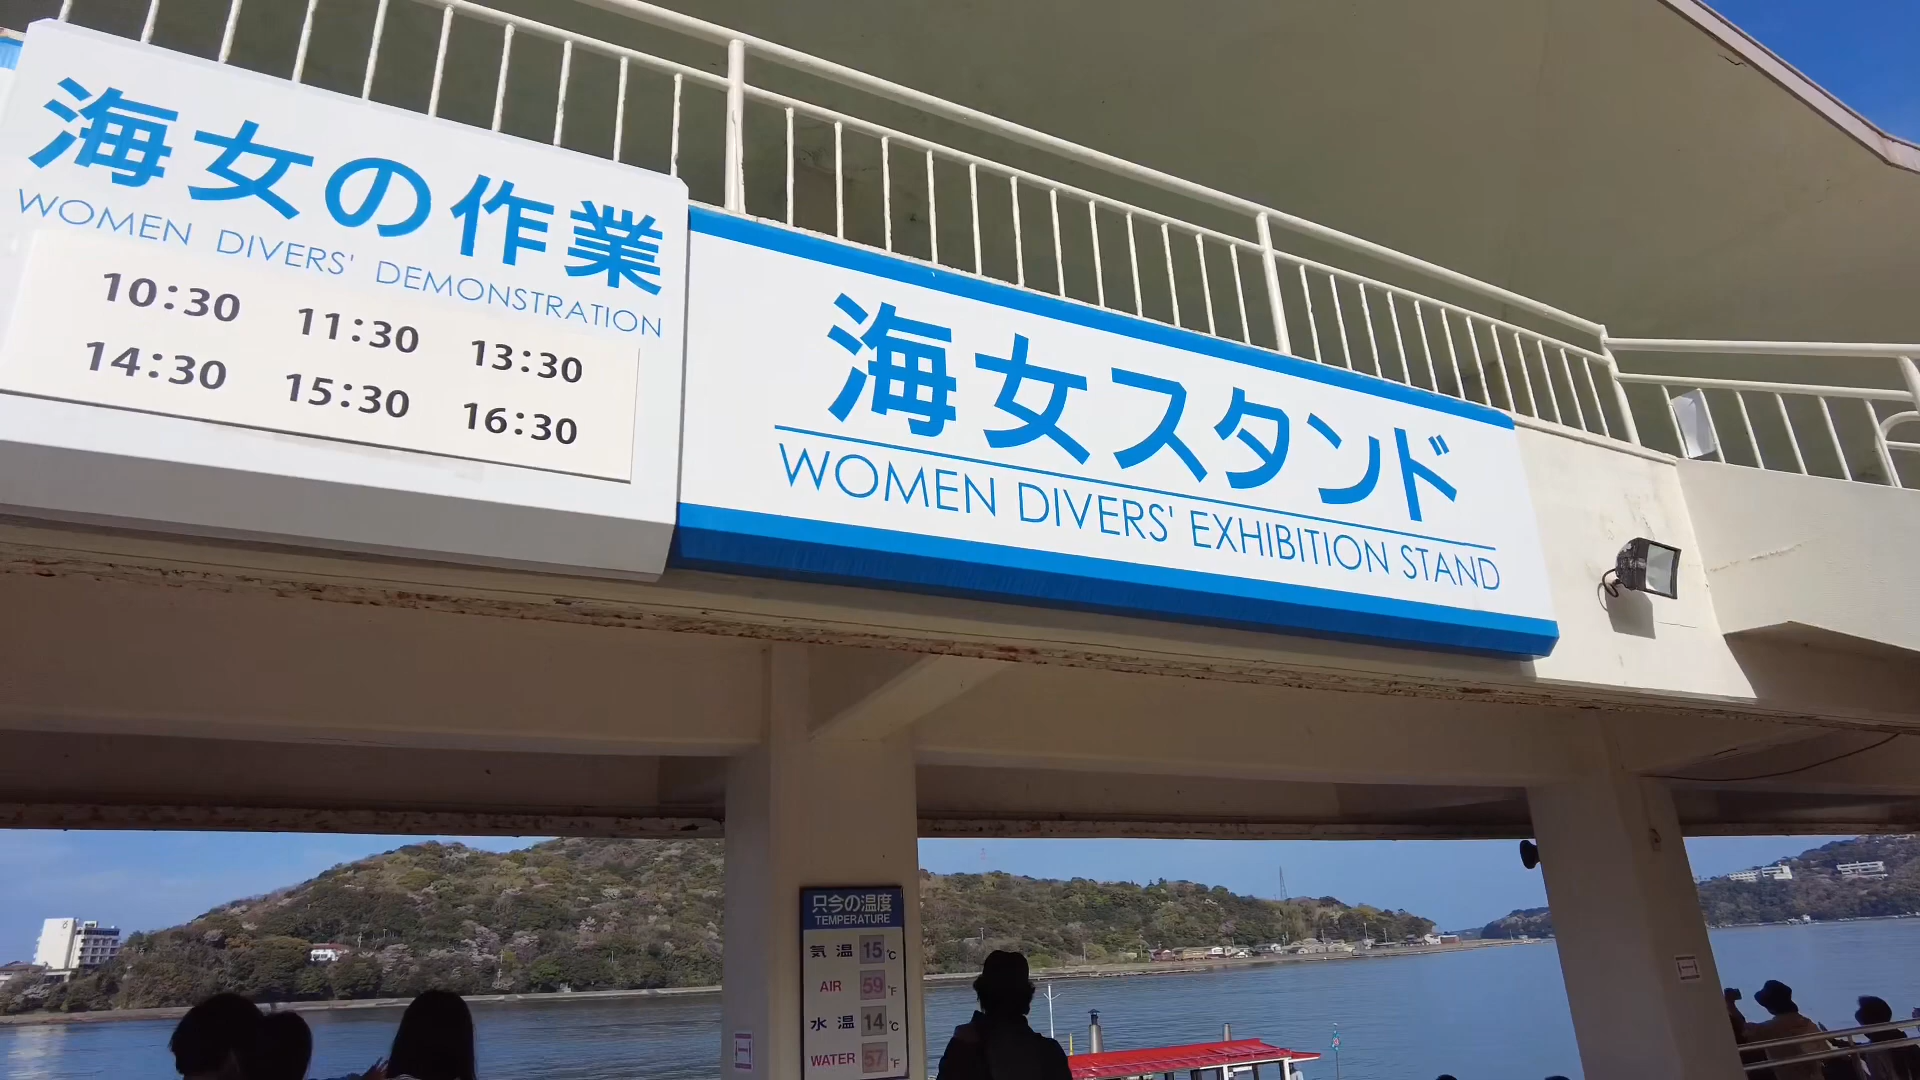 海女の作業
WOMEN DIVERS' DEMONSTRATION
10:30 11:30 13:30
14:30 15:30 16:30
海女スタンド
WOMEN DIVERS' EXHIBITION STAND
只今の温度
TEMPERATURE
気温 15°C
AIR 59°F
水温 14°C
WATER 57°F